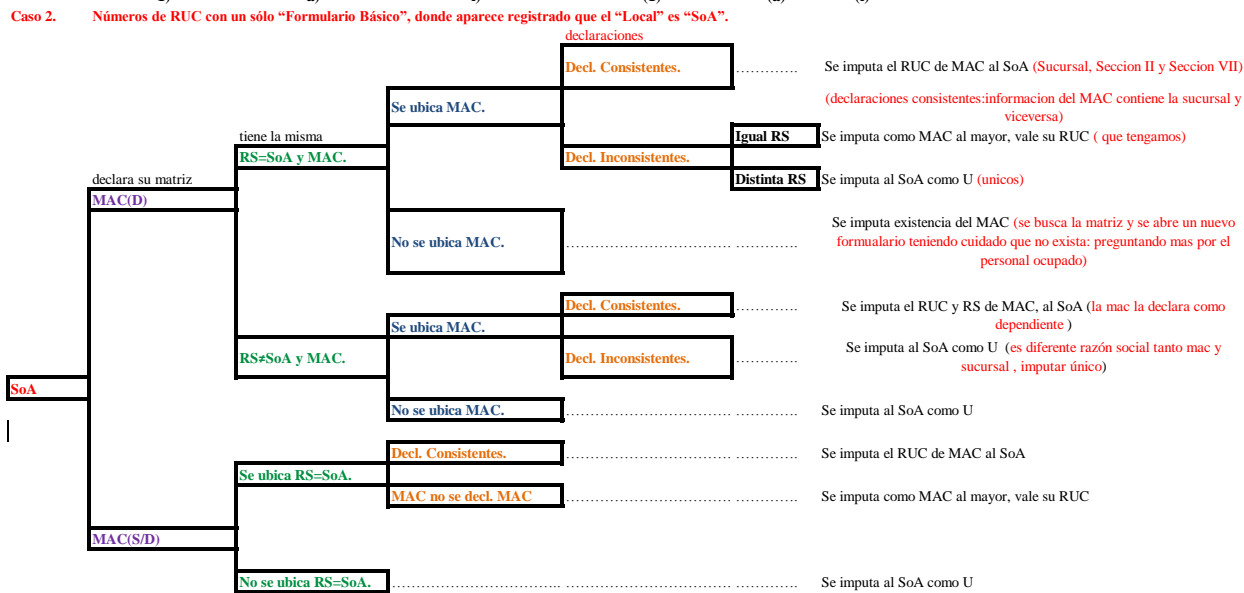 Caso 2. Números de RUC con un sólo “Formulario Básico”, donde aparece registrado que el “Local” es “SoA”.
declaraciones
Decl. Consistentes. …………. Se imputa el RUC de MAC al SoA (Sucursal, Seccion II y Seccion VII)
(declaraciones consistentes:informacion del MAC contiene la sucursal y
viceversa)
Se ubica MAC.
tiene la misma
Igual RS Se imputa como MAC al mayor, vale su RUC ( que tengamos)
RS=SoA y MAC.
Decl. Inconsistentes.
declara su matriz
Distinta RS Se imputa al SoA como U (unicos)
MAC(D)
Se imputa existencia del MAC (se busca la matriz y se abre un nuevo
No se ubica MAC. …………………………… …………. formualario teniendo cuidado que no exista: preguntando mas por el
personal ocupado)
Decl. Consistentes. …………. Se imputa el RUC y RS de MAC, al SoA (la mac la declara como
dependiente )
Se ubica MAC.
RS≠SoA y MAC.
Decl. Inconsistentes. …………. Se imputa al SoA como U (es diferente razón social tanto mac y
sucursal , imputar único)
SoA
No se ubica MAC. …………………………… …………. Se imputa al SoA como U
Decl. Consistentes. …………………………… …………. Se imputa el RUC de MAC al SoA
Se ubica RS=SoA.
MAC no se decl. MAC …………………………… …………. Se imputa como MAC al mayor, vale su RUC
MAC(S/D)
No se ubica RS=SoA. …………………………….. …………………………… …………. Se imputa al SoA como U